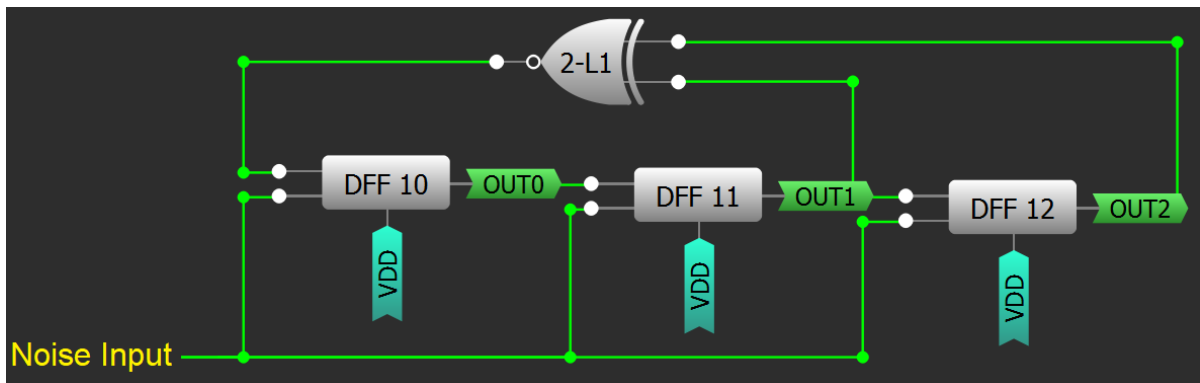 2-L1
DFF 10
OUT0
DFF 11
OUT1
DFF 12
OUT2
VDD
VDD
VDD
Noise Input